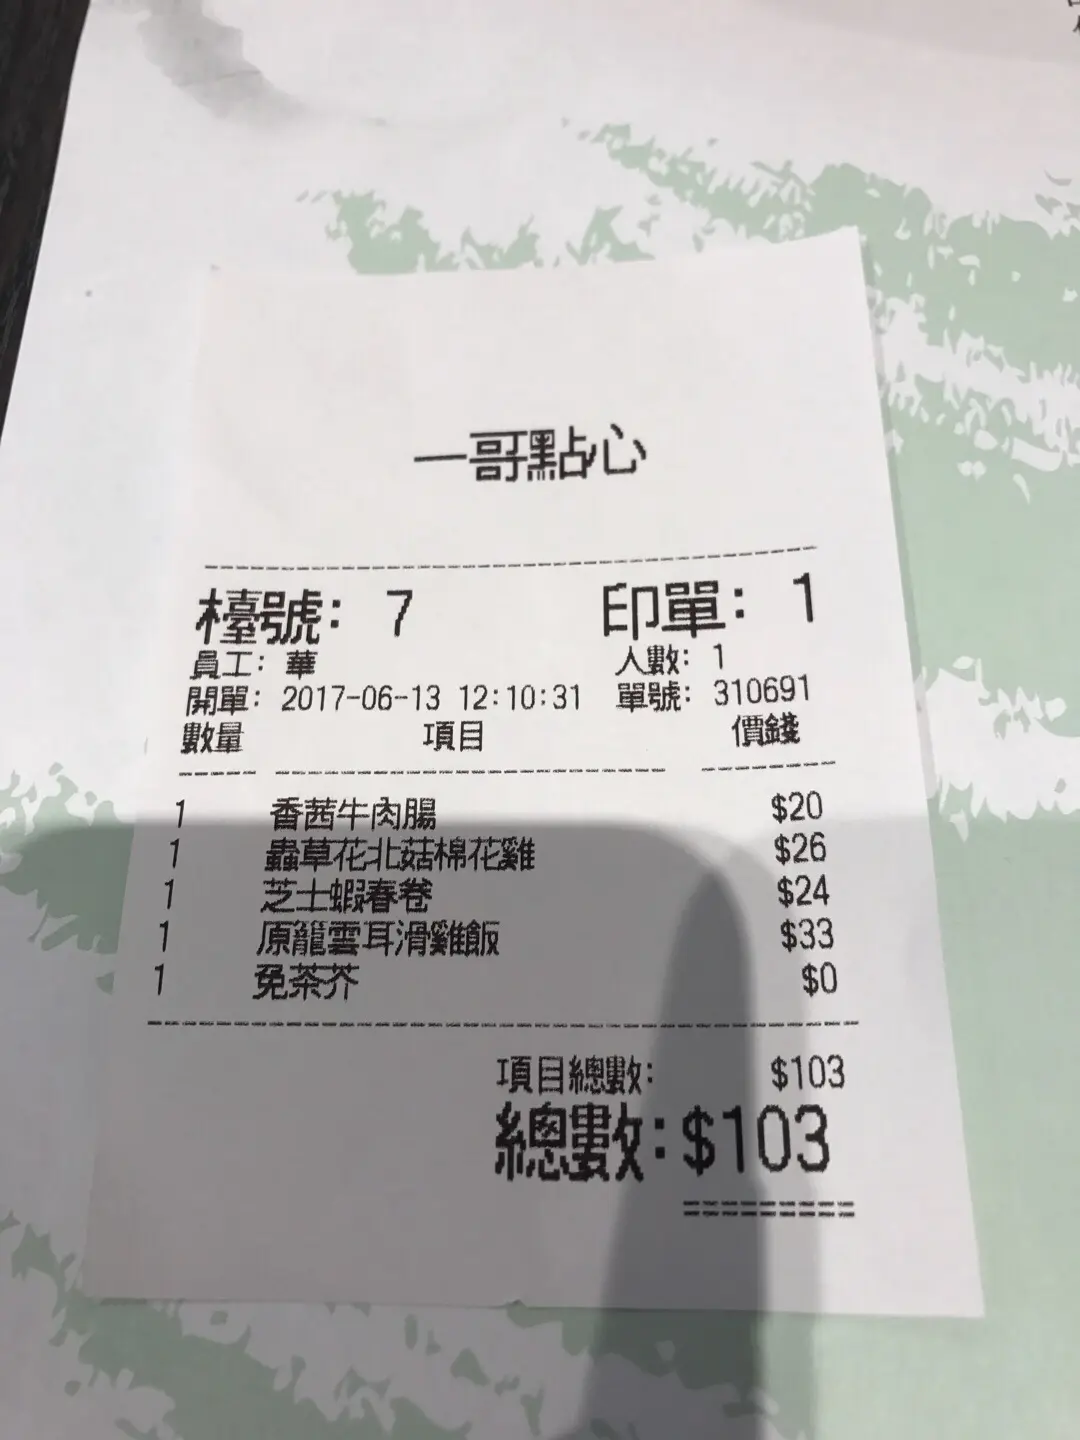 一哥點心
檯號: 7 印單: 1
員工: 華 人數: 1
開單: 2017-06-13 12:10:31 單號: 310691
數量 項目 價錢
1 香茜牛肉腸 $20
1 蟲草花北菇棉花雞 $26
1 芝士蝦春卷 $24
1 原籠雲耳滑雞飯 $33
1 免茶芥 $0
項目總數: $103
總數: $103